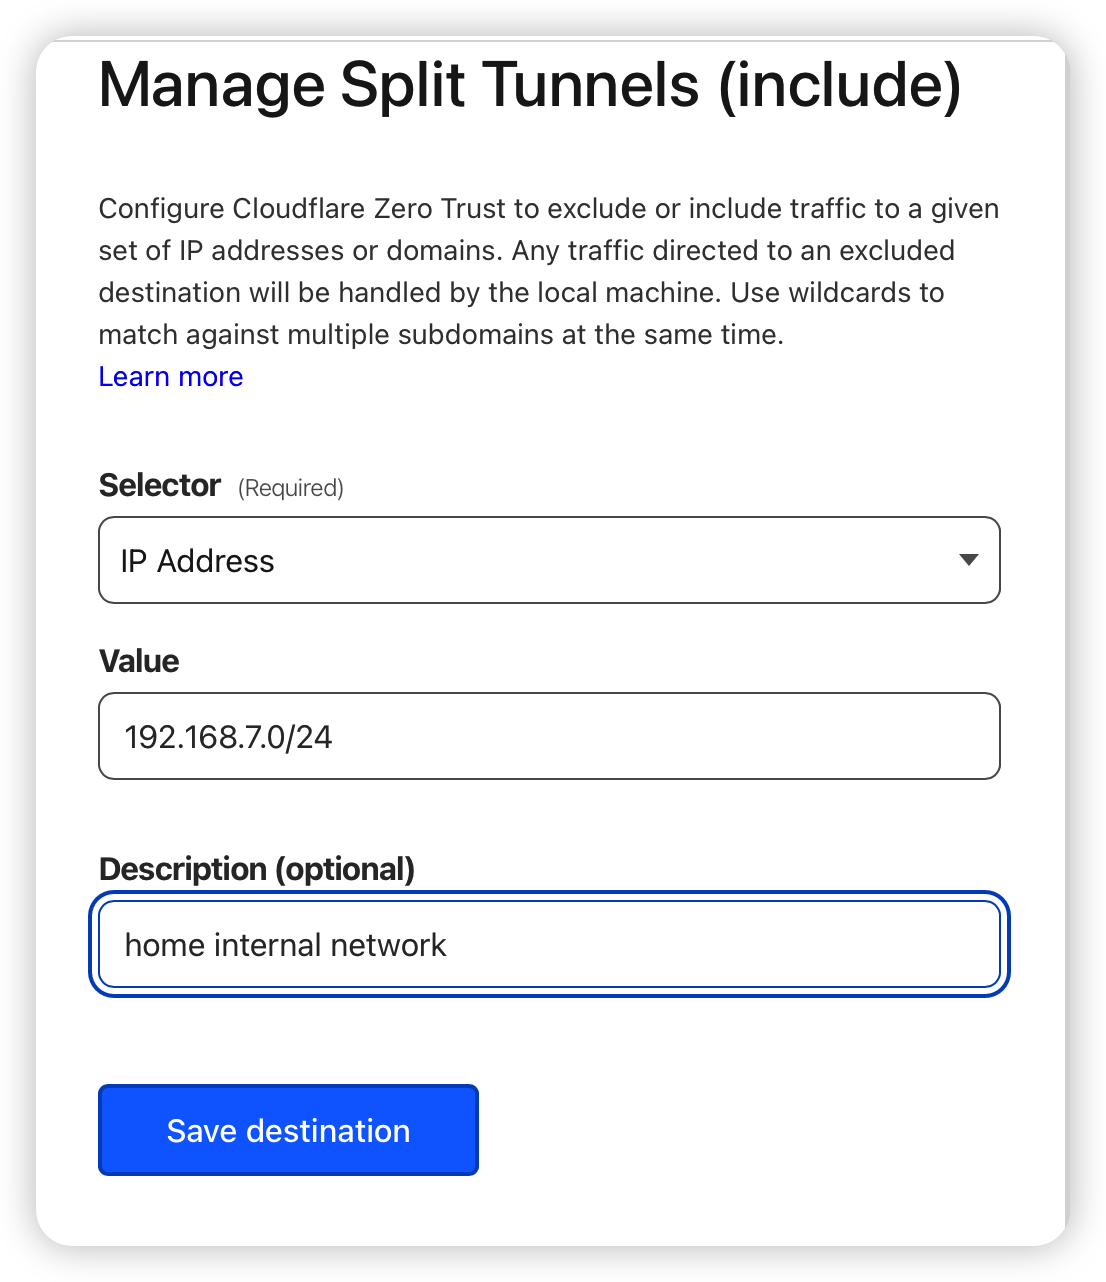 Manage Split Tunnels (include)
Configure Cloudflare Zero Trust to exclude or include traffic to a given
set of IP addresses or domains. Any traffic directed to an excluded
destination will be handled by the local machine. Use wildcards to
match against multiple subdomains at the same time.
Learn more
Selector (Required)
IP Address
Value
192.168.7.0/24
Description (optional)
home internal network
Save destination